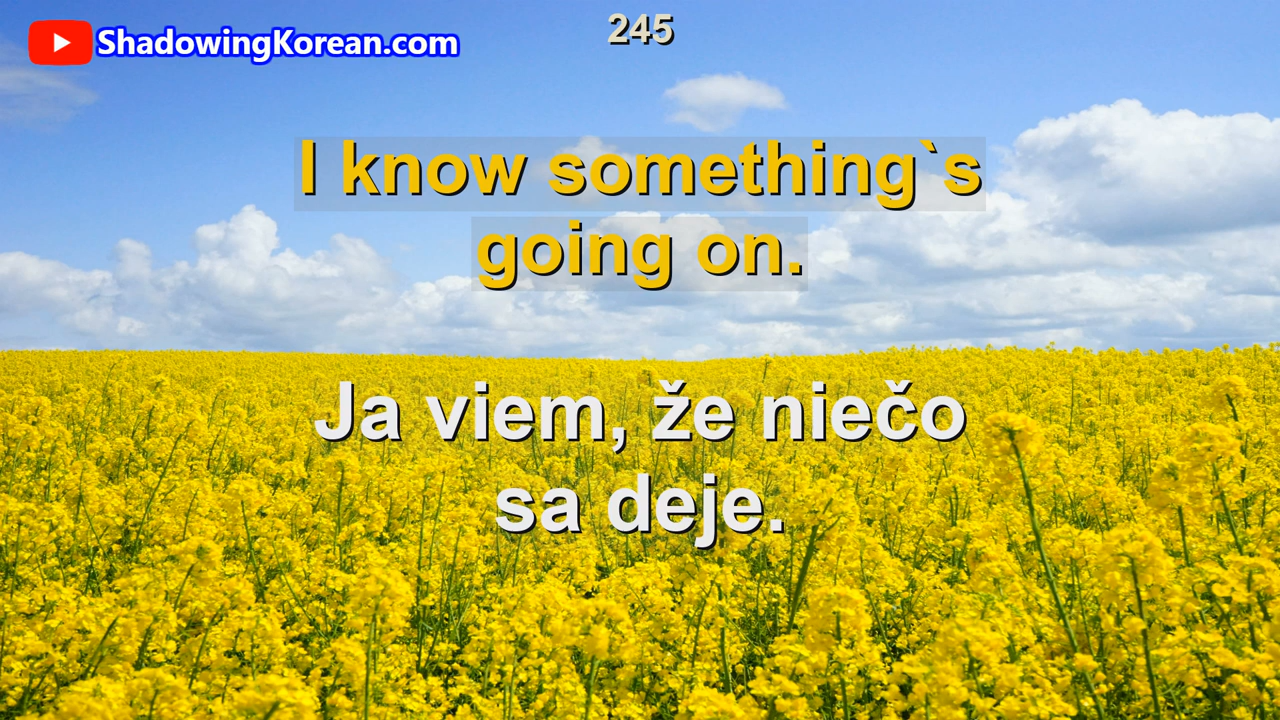 ShadowingKorean.com
245
I know something`s
going on.
Ja viem, že niečo
sa deje.